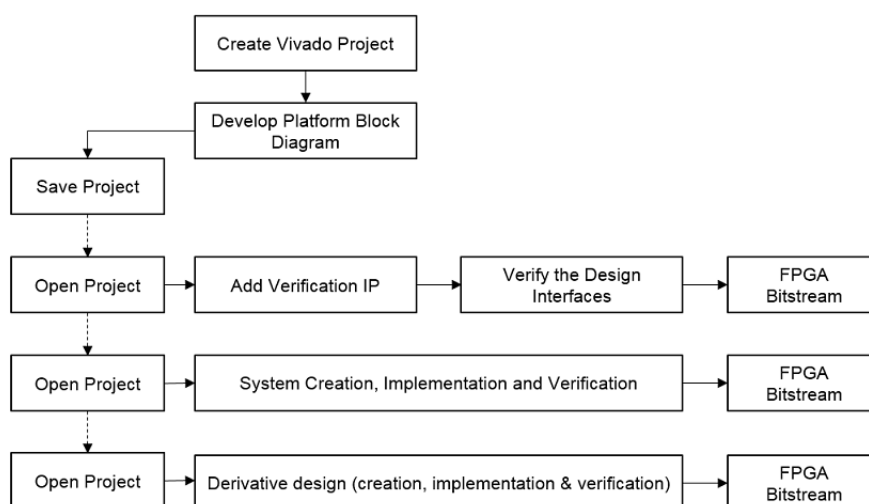 Create Vivado Project
Develop Platform Block
Diagram
Save Project
Open Project
Add Verification IP
Verify the Design
Interfaces
FPGA
Bitstream
Open Project
System Creation, Implementation and Verification
FPGA
Bitstream
Open Project
Derivative design (creation, implementation & verification)
FPGA
Bitstream